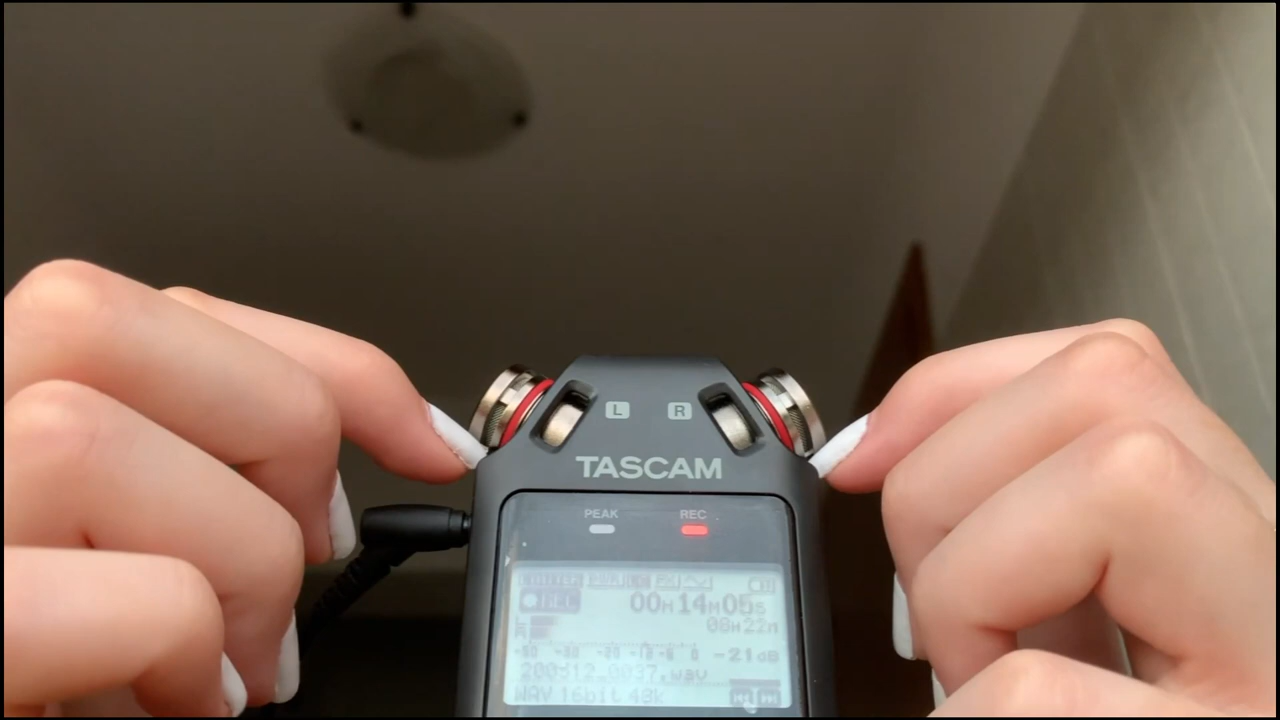 L R
TASCAM
PEAK REC
REC
00H14M05s
08H22m
-21dB
200512_0037.wav
WAV 16bit 48k